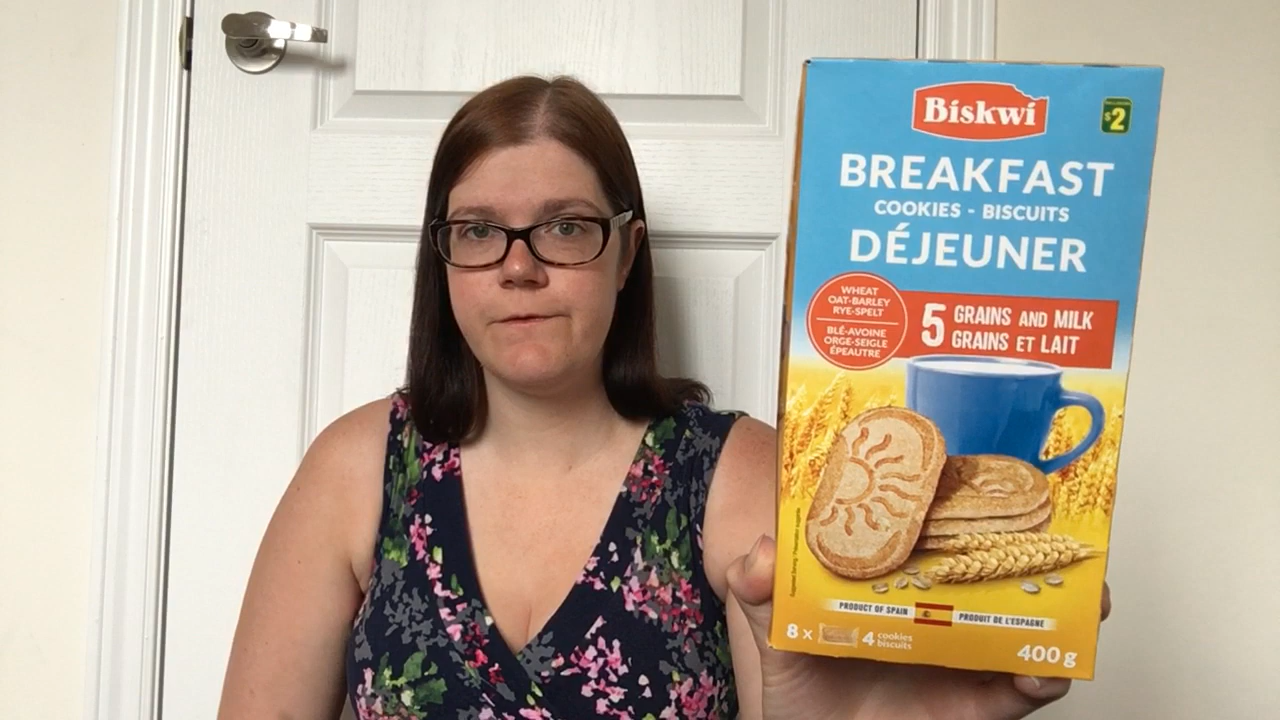 Biskwi
$2
BREAKFAST
COOKIES - BISCUITS
DÉJEUNER
WHEAT
OAT-BARLEY
RYE-SPELT
BLÉ-AVOINE
ORGE-SEIGLE
ÉPEAUTRE
5 GRAINS AND MILK
GRAINS ET LAIT
PRODUCT OF SPAIN
PRODUIT DE L'ESPAGNE
8 x 4 cookies
biscuits
400 g